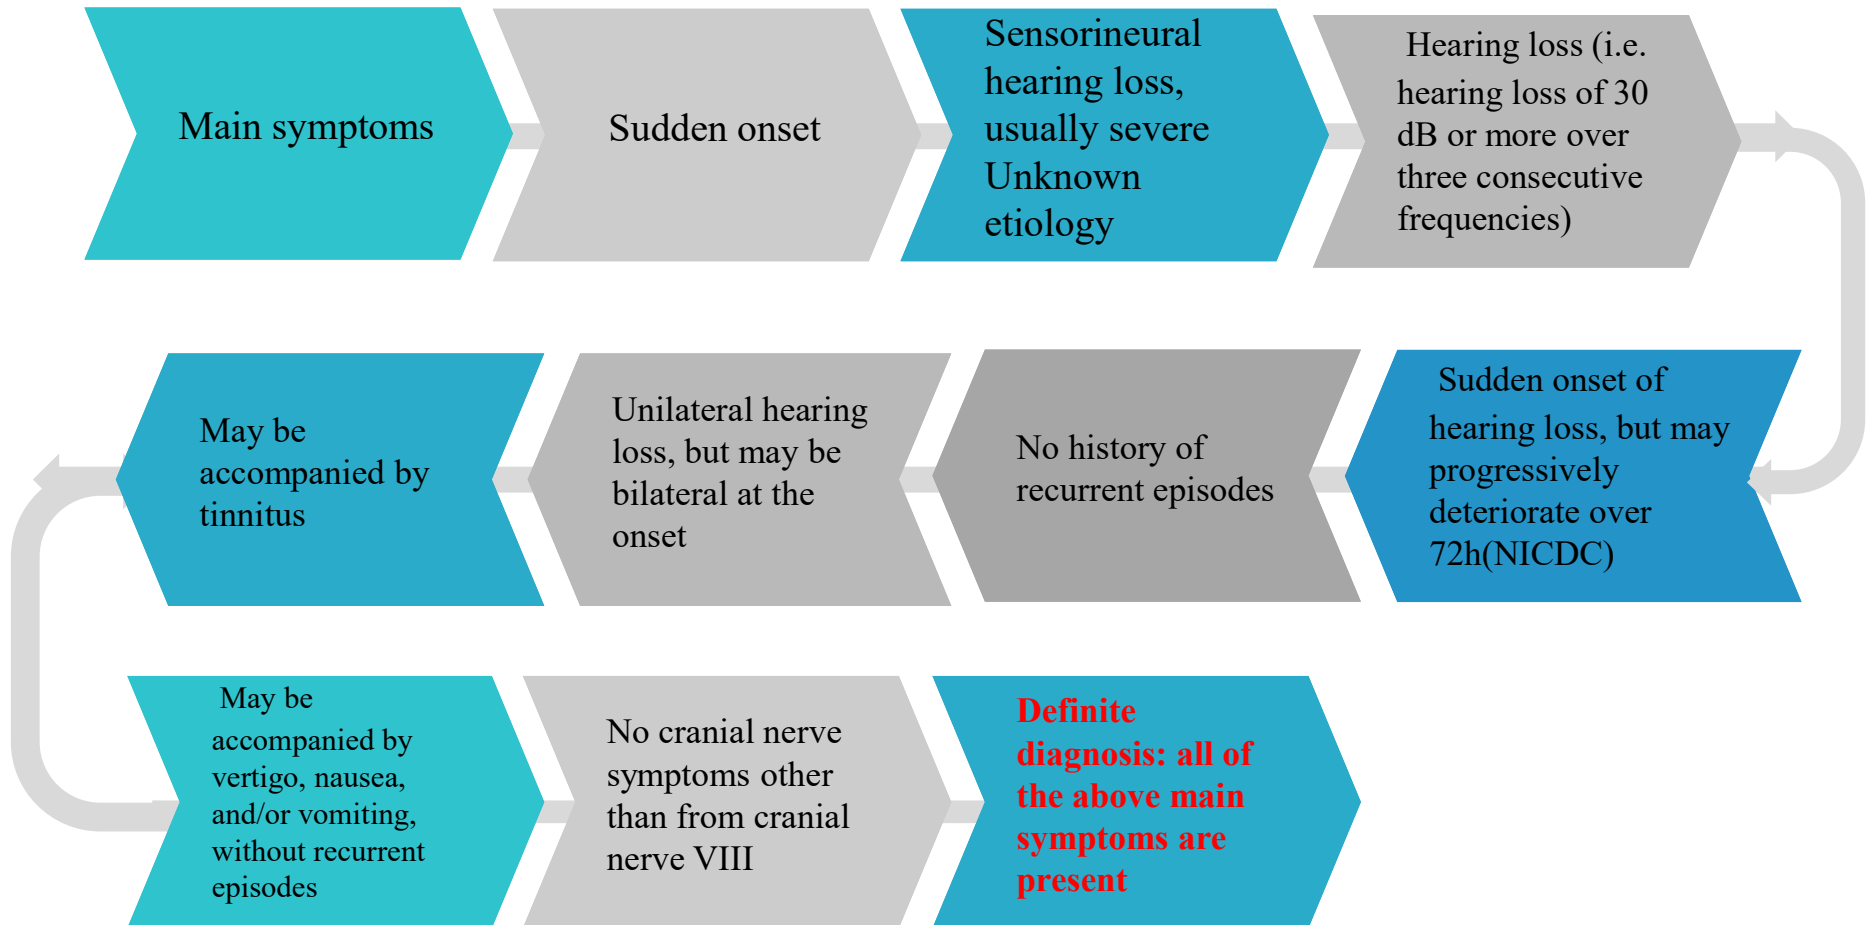 Main symptoms
Sudden onset
Sensorineural
hearing loss,
usually severe
Unknown
etiology
Hearing loss (i.e.
hearing loss of 30
dB or more over
three consecutive
frequencies)
Sudden onset of
hearing loss, but may
progressively
deteriorate over
72h(NICDC)
No history of
recurrent episodes
Unilateral hearing
loss, but may be
bilateral at the
onset
May be
accompanied by
tinnitus
May be
accompanied by
vertigo, nausea,
and/or vomiting,
without recurrent
episodes
No cranial nerve
symptoms other
than from cranial
nerve VIII
Definite
diagnosis: all of
the above main
symptoms are
present